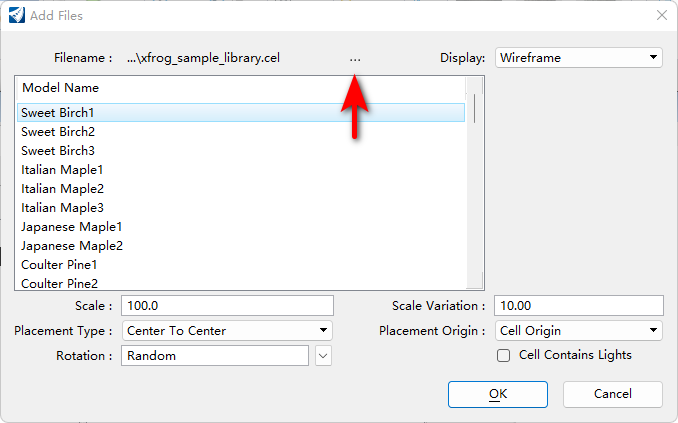 Add Files
Filename : ...\xfrog_sample_library.cel ... Display: Wireframe
Model Name
Sweet Birch1
Sweet Birch2
Sweet Birch3
Italian Maple1
Italian Maple2
Italian Maple3
Japanese Maple1
Japanese Maple2
Coulter Pine1
Coulter Pine2
Scale : 100.0 Scale Variation : 10.00
Placement Type : Center To Center Placement Origin : Cell Origin
Rotation : Random Cell Contains Lights
OK Cancel